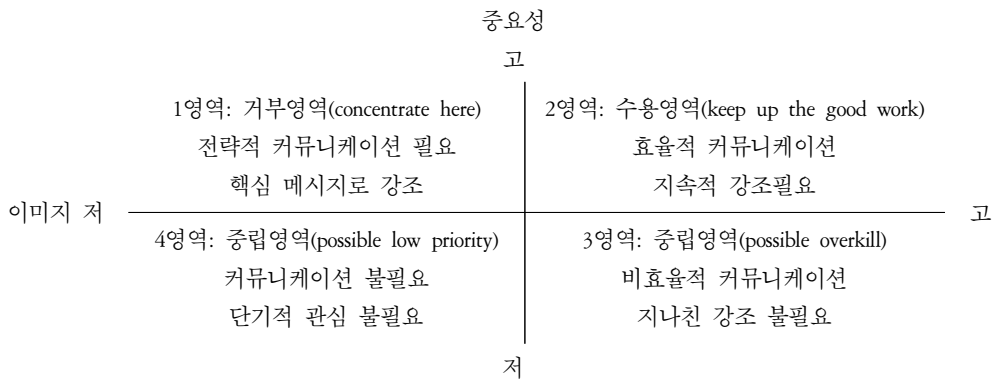 중요성
고
1영역: 거부영역(concentrate here)
전략적 커뮤니케이션 필요
핵심 메시지로 강조
2영역: 수용영역(keep up the good work)
효율적 커뮤니케이션
지속적 강조필요
이미지 저
고
4영역: 중립영역(possible low priority)
커뮤니케이션 불필요
단기적 관심 불필요
3영역: 중립영역(possible overkill)
비효율적 커뮤니케이션
지나친 강조 불필요
저